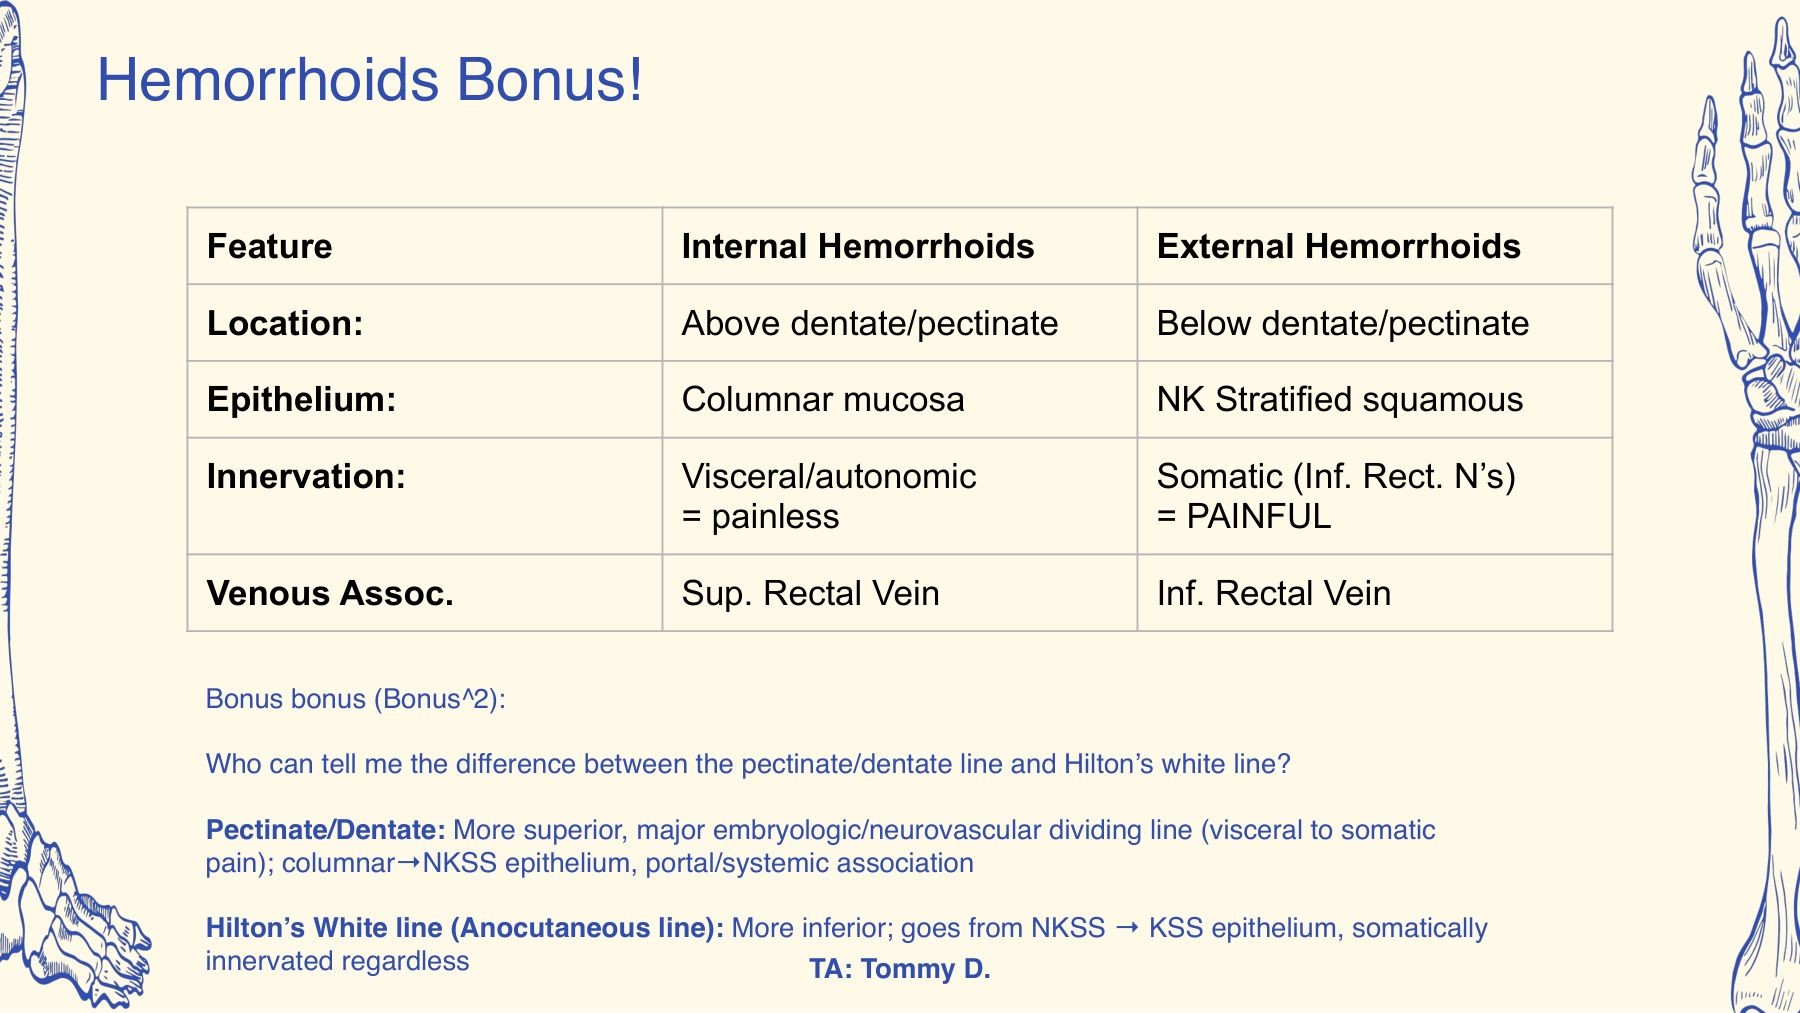 Hemorrhoids Bonus!
Feature Internal Hemorrhoids External Hemorrhoids
Location: Above dentate/pectinate Below dentate/pectinate
Epithelium: Columnar mucosa NK Stratified squamous
Innervation: Visceral/autonomic Somatic (Inf. Rect. N’s)
= painless = PAINFUL
Venous Assoc. Sup. Rectal Vein Inf. Rectal Vein
Bonus bonus (Bonus^2):
Who can tell me the difference between the pectinate/dentate line and Hilton’s white line?
Pectinate/Dentate: More superior, major embryologic/neurovascular dividing line (visceral to somatic
pain); columnar→NKSS epithelium, portal/systemic association
Hilton’s White line (Anocutaneous line): More inferior; goes from NKSS → KSS epithelium, somatically
innervated regardless
TA: Tommy D.